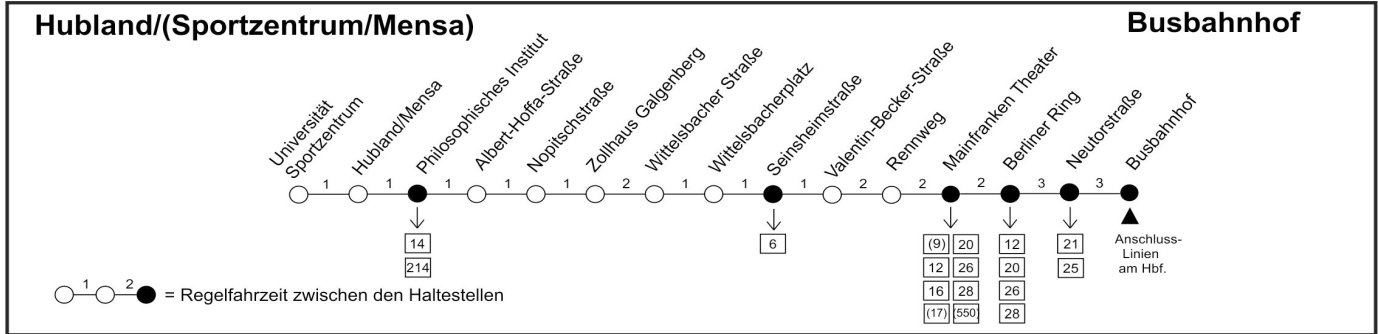 Hubland/(Sportzentrum/Mensa)
Busbahnhof
Universität
Sportzentrum
Hubland/Mensa
Philosophisches Institut
Albert-Hoffa-Straße
Nopitschstraße
Zollhaus Galgenberg
Wittelsbacher Straße
Wittelsbacherplatz
Seinsheimstraße
Valentin-Becker-Straße
Rennweg
Mainfranken Theater
Berliner Ring
Neutorstraße
Busbahnhof
1 1 1 1 1 2 1 1 1 2 2 2 3 3
14
214
6
(9) 20
12 26
16 28
(17) (550)
12
20
26
28
21
25
Anschluss-
Linien
am Hbf.
1 2 = Regelfahrzeit zwischen den Haltestellen